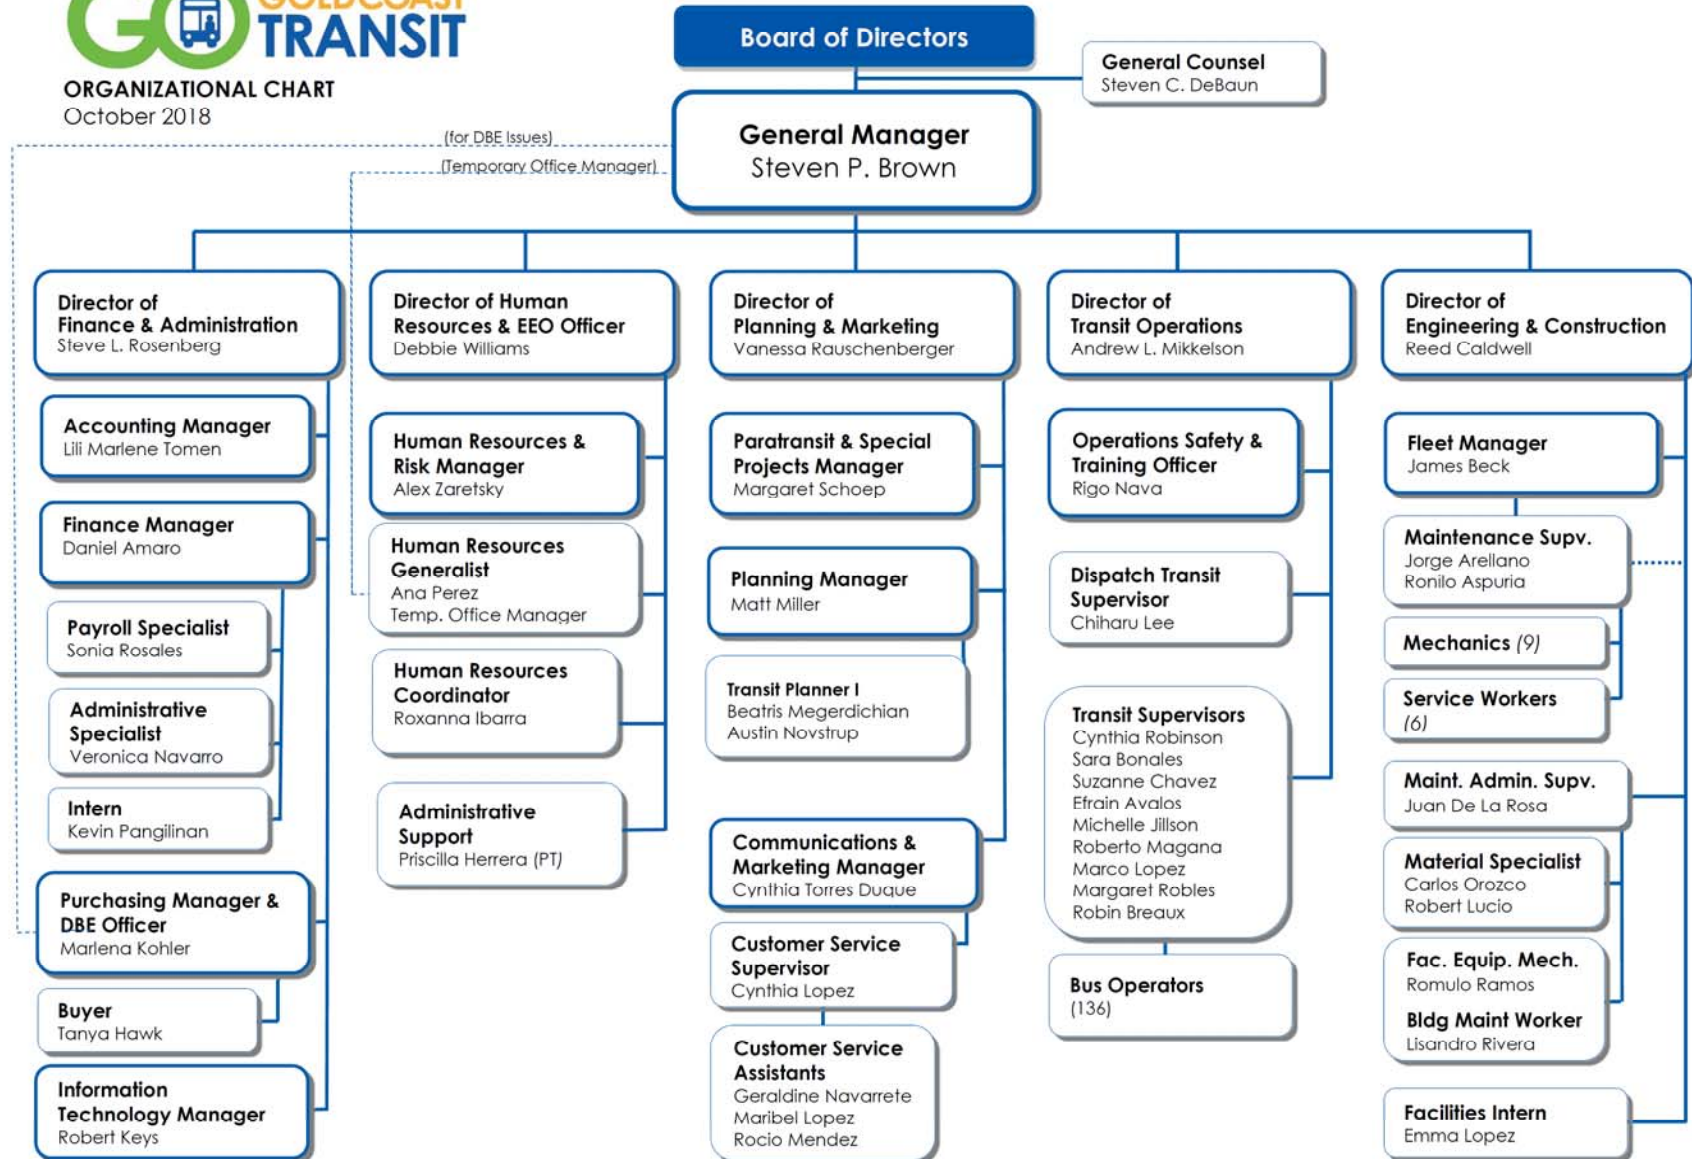 GO GOLD COAST
TRANSIT
ORGANIZATIONAL CHART
October 2018
Board of Directors
General Counsel
Steven C. DeBaun
General Manager
Steven P. Brown
(for DBE Issues)
(Temporary Office Manager)
Director of
Finance & Administration
Steve L. Rosenberg
Accounting Manager
Lili Marlene Tomen
Finance Manager
Daniel Amaro
Payroll Specialist
Sonia Rosales
Administrative
Specialist
Veronica Navarro
Intern
Kevin Pangilinan
Purchasing Manager &
DBE Officer
Marlena Kohler
Buyer
Tanya Hawk
Information
Technology Manager
Robert Keys
Director of Human
Resources & EEO Officer
Debbie Williams
Human Resources &
Risk Manager
Alex Zaretsky
Human Resources
Generalist
Ana Perez
Temp. Office Manager
Human Resources
Coordinator
Roxanna Ibarra
Administrative
Support
Priscilla Herrera (PT)
Director of
Planning & Marketing
Vanessa Rauschenberger
Paratransit & Special
Projects Manager
Margaret Schoep
Planning Manager
Matt Miller
Transit Planner I
Beatris Megerdichian
Austin Novstrup
Communications &
Marketing Manager
Cynthia Torres Duque
Customer Service
Supervisor
Cynthia Lopez
Customer Service
Assistants
Geraldine Navarrete
Maribel Lopez
Rocio Mendez
Director of
Transit Operations
Andrew L. Mikkelson
Operations Safety &
Training Officer
Rigo Nava
Dispatch Transit
Supervisor
Chiharu Lee
Transit Supervisors
Cynthia Robinson
Sara Bonales
Suzanne Chavez
Efrain Avalos
Michelle Jillson
Roberto Magana
Marco Lopez
Margaret Robles
Robin Breaux
Bus Operators
(136)
Director of
Engineering & Construction
Reed Caldwell
Fleet Manager
James Beck
Maintenance Supv.
Jorge Arellano
Ronilo Aspuria
Mechanics (9)
Service Workers
(6)
Maint. Admin. Supv.
Juan De La Rosa
Material Specialist
Carlos Orozco
Robert Lucio
Fac. Equip. Mech.
Romulo Ramos
Bldg Maint Worker
Lisandro Rivera
Facilities Intern
Emma Lopez